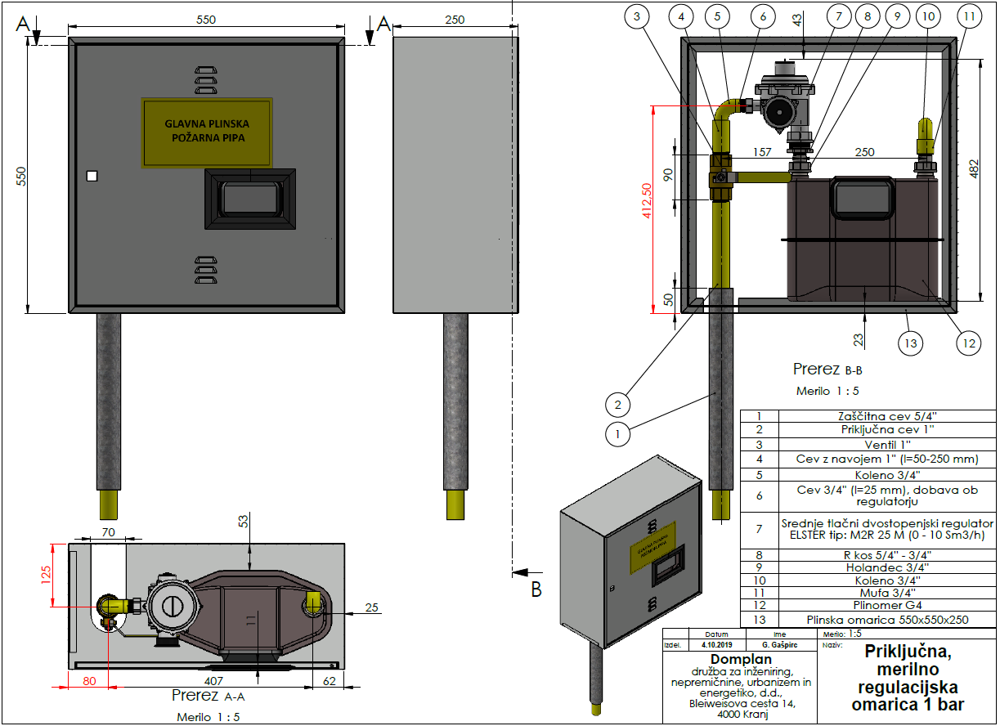 A
550
A
250
550
GLAVNA PLINSKA
POŽARNA PIPA
3
4
5
6
43
7
8
9
10
11
157
250
90
412,50
482
50
23
13
12
2
1
Prerez B-B
Merilo 1 : 5
B
GLAVNA PLINSKA
POŽARNA PIPA
70
53
125
11
25
80
407
62
Prerez A-A
Merilo 1 : 5
1 Zaščitna cev 5/4"
2 Priključna cev 1"
3 Ventil 1"
4 Cev z navojem 1" (l=50-250 mm)
5 Koleno 3/4"
6 Cev 3/4" (l=25 mm), dobava ob
regulatorju
7 Srednje tlačni dvostopenjski regulator
ELSTER tip: M2R 25 M (0 - 10 Sm3/h)
8 R kos 5/4" - 3/4"
9 Holandec 3/4"
10 Koleno 3/4"
11 Mufa 3/4"
12 Plinomer G4
13 Plinska omarica 550x550x250
Datum Ime Merilo: 1:5
Izdel. 4.10.2019 G. Gašpirc Naziv:
Domplan
družba za inženiring,
nepremičnine, urbanizem in
energetiko, d.d.,
Bleiweisova cesta 14,
4000 Kranj
Priključna,
merilno
regulacijska
omarica 1 bar